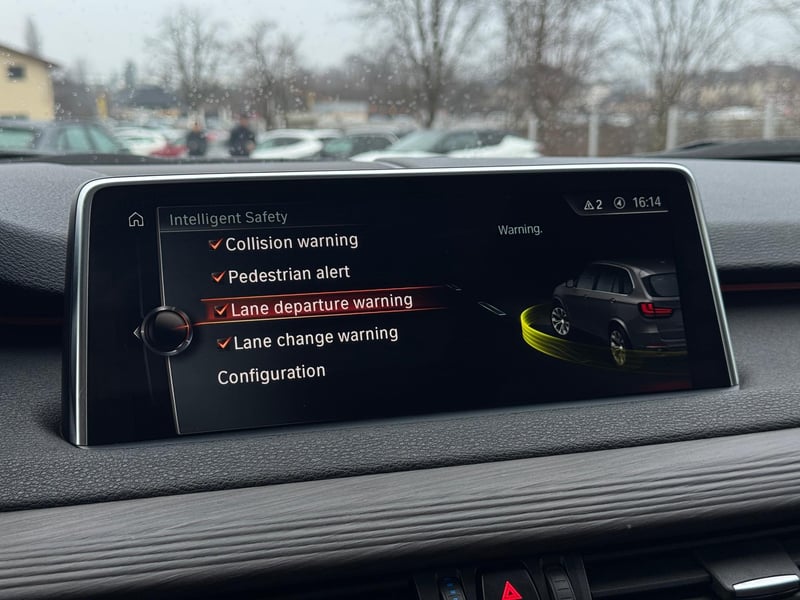 Intelligent Safety
2 16:14
Collision warning
Warning.
Pedestrian alert
Lane departure warning
Lane change warning
Configuration